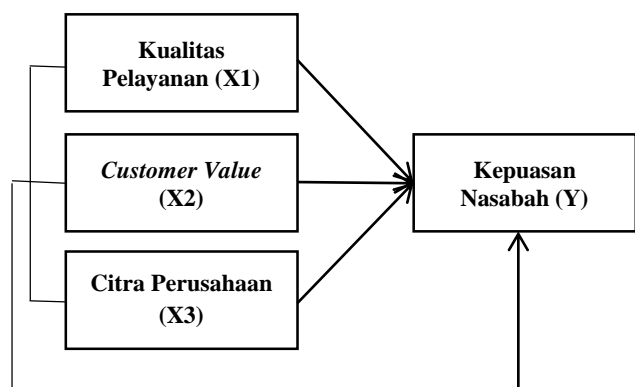 Kualitas
Pelayanan (X1)
Customer Value
(X2)
Citra Perusahaan
(X3)
Kepuasan
Nasabah (Y)